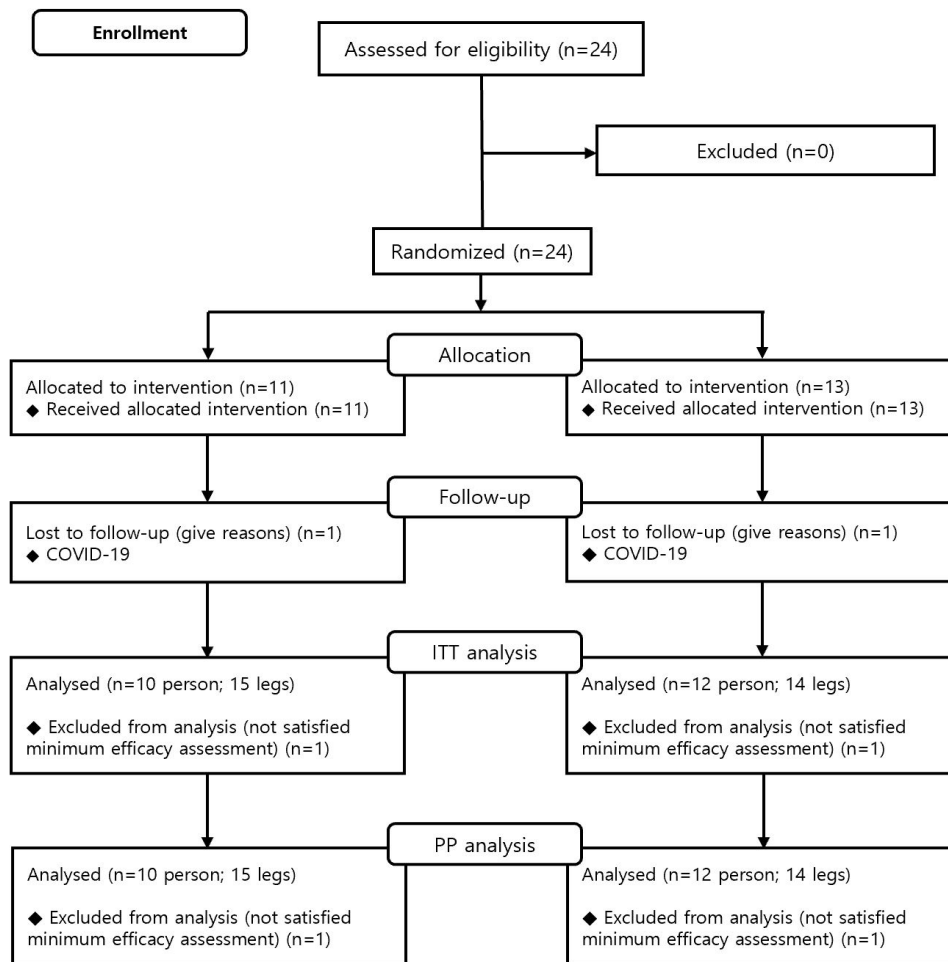 Enrollment
Assessed for eligibility (n=24)
Excluded (n=0)
Randomized (n=24)
Allocation
Allocated to intervention (n=11)
◆ Received allocated intervention (n=11)
Allocated to intervention (n=13)
◆ Received allocated intervention (n=13)
Follow-up
Lost to follow-up (give reasons) (n=1)
◆ COVID-19
Lost to follow-up (give reasons) (n=1)
◆ COVID-19
ITT analysis
Analysed (n=10 person; 15 legs)
◆ Excluded from analysis (not satisfied
minimum efficacy assessment) (n=1)
Analysed (n=12 person; 14 legs)
◆ Excluded from analysis (not satisfied
minimum efficacy assessment) (n=1)
PP analysis
Analysed (n=10 person; 15 legs)
◆ Excluded from analysis (not satisfied
minimum efficacy assessment) (n=1)
Analysed (n=12 person; 14 legs)
◆ Excluded from analysis (not satisfied
minimum efficacy assessment) (n=1)